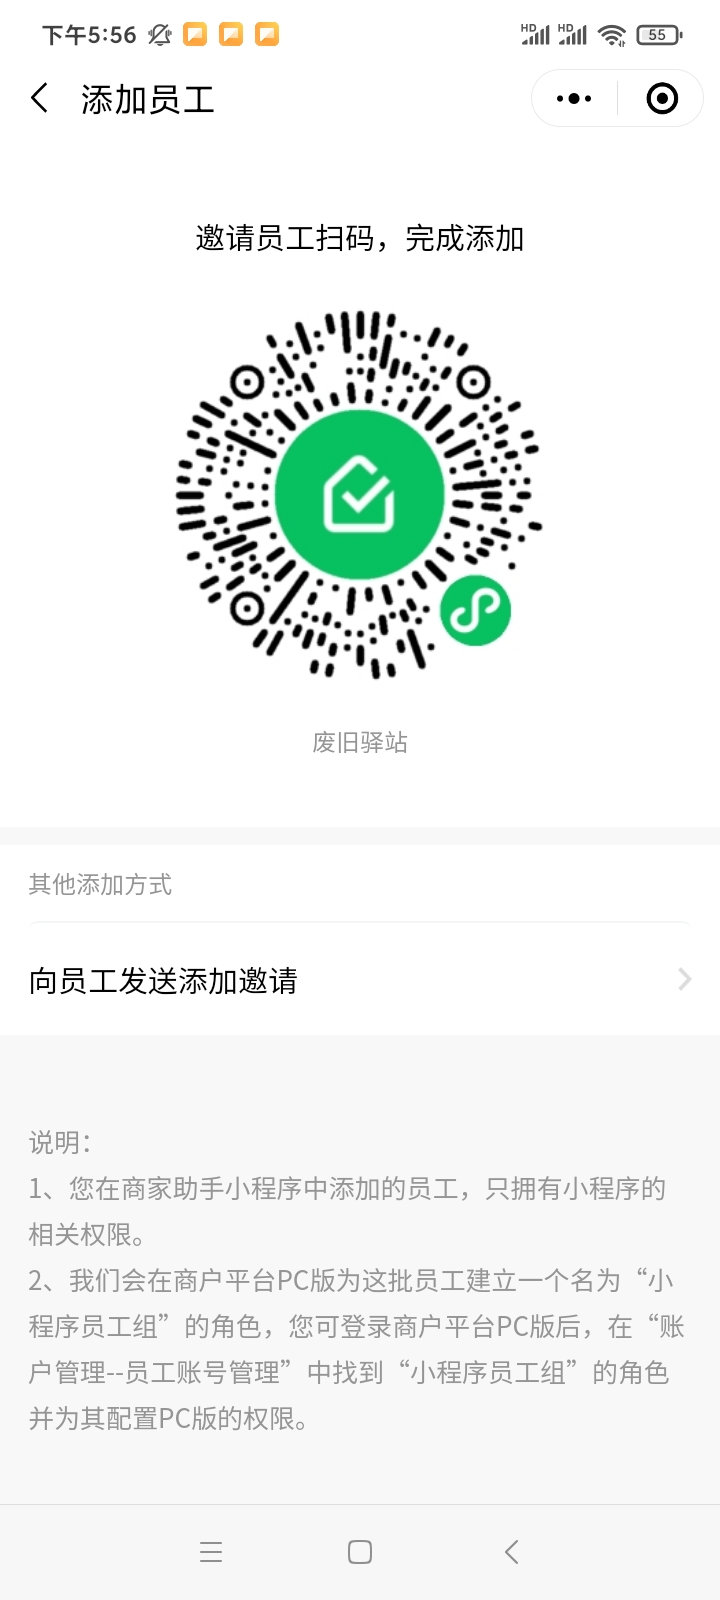 下午5:56
HD HD 55
添加员工
邀请员工扫码，完成添加
废旧驿站
其他添加方式
向员工发送添加邀请
说明：
1、您在商家助手小程序中添加的员工，只拥有小程序的
相关权限。
2、我们会在商户平台PC版为这批员工建立一个名为“小
程序员工组”的角色，您可登录商户平台PC版后，在“账
户管理--员工账号管理”中找到“小程序员工组”的角色
并为其配置PC版的权限。